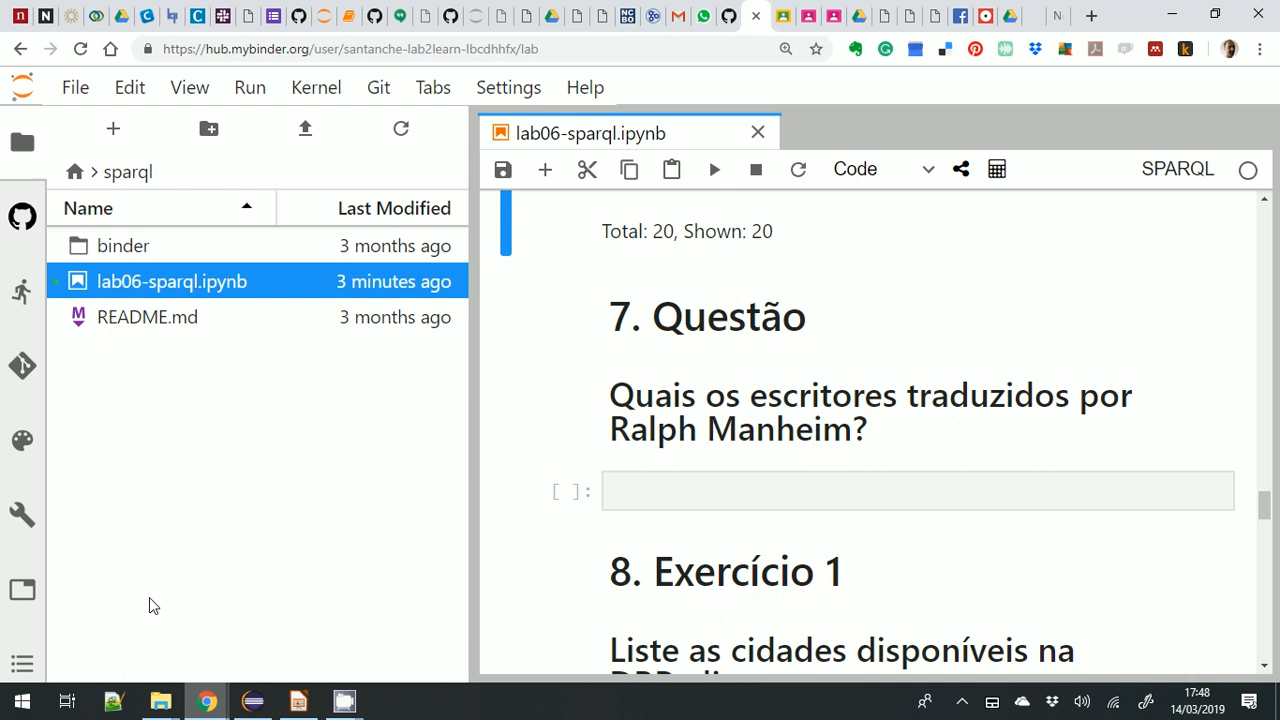 https://hub.mybinder.org/user/santanche-lab2learn-lbcdhhfx/lab
File Edit View Run Kernel Git Tabs Settings Help
lab06-sparql.ipynb
sparql
Code
SPARQL
Name
Last Modified
binder
3 months ago
lab06-sparql.ipynb
3 minutes ago
README.md
3 months ago
Total: 20, Shown: 20
7. Questão
Quais os escritores traduzidos por
Ralph Manheim?
[ ]:
8. Exercício 1
Liste as cidades disponíveis na
17:48
14/03/2019